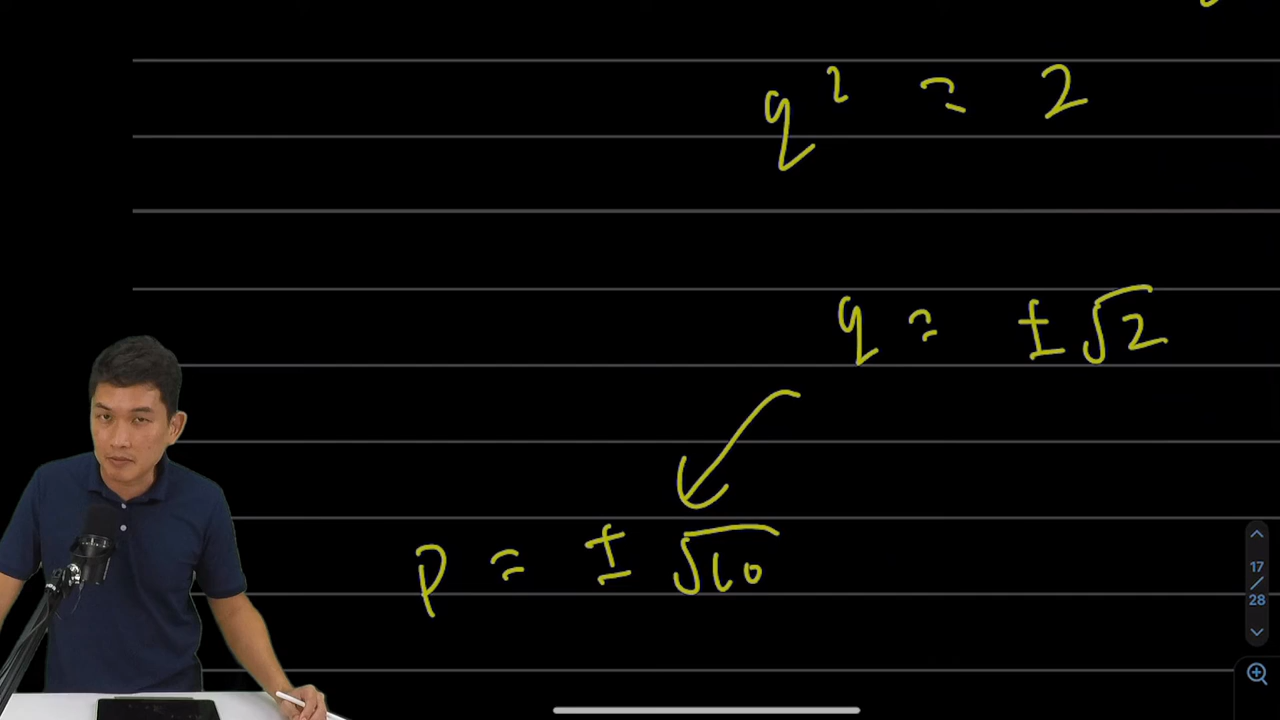 q² = 2
q = ±√2
p = ±√10
17
/
28